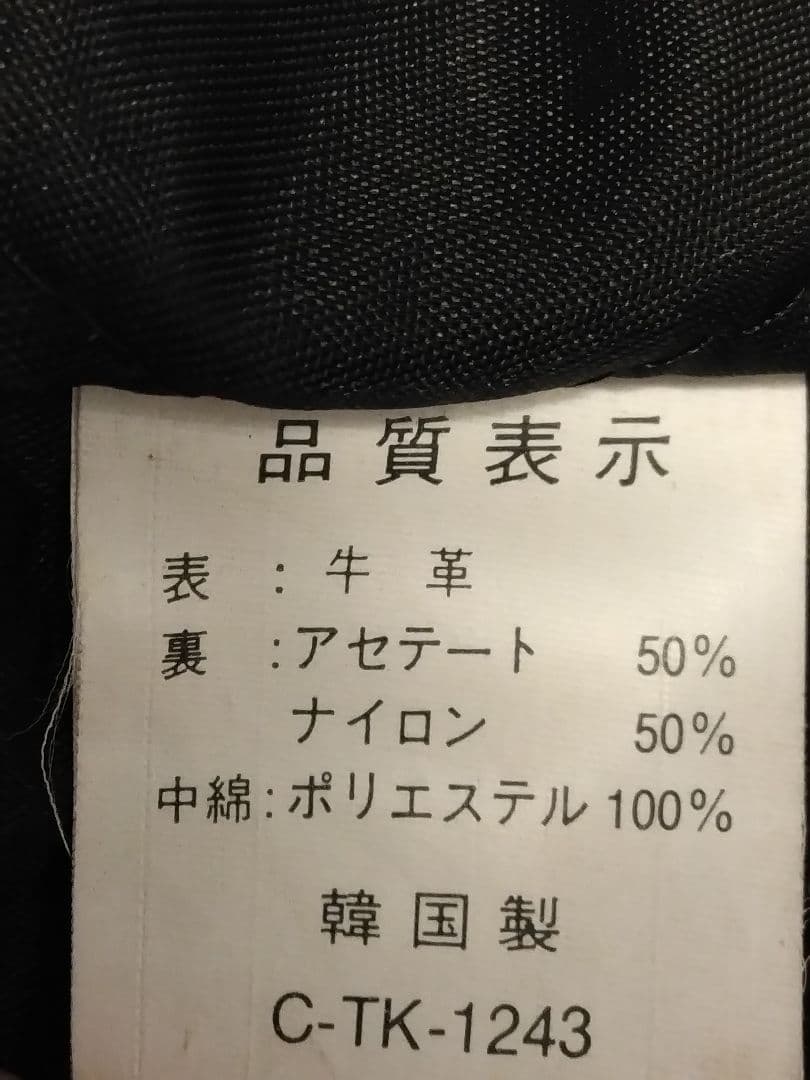 品質表示
表 : 牛革
裏 : アセテート 50%
ナイロン 50%
中綿 : ポリエステル 100%
韓国製
C-TK-1243